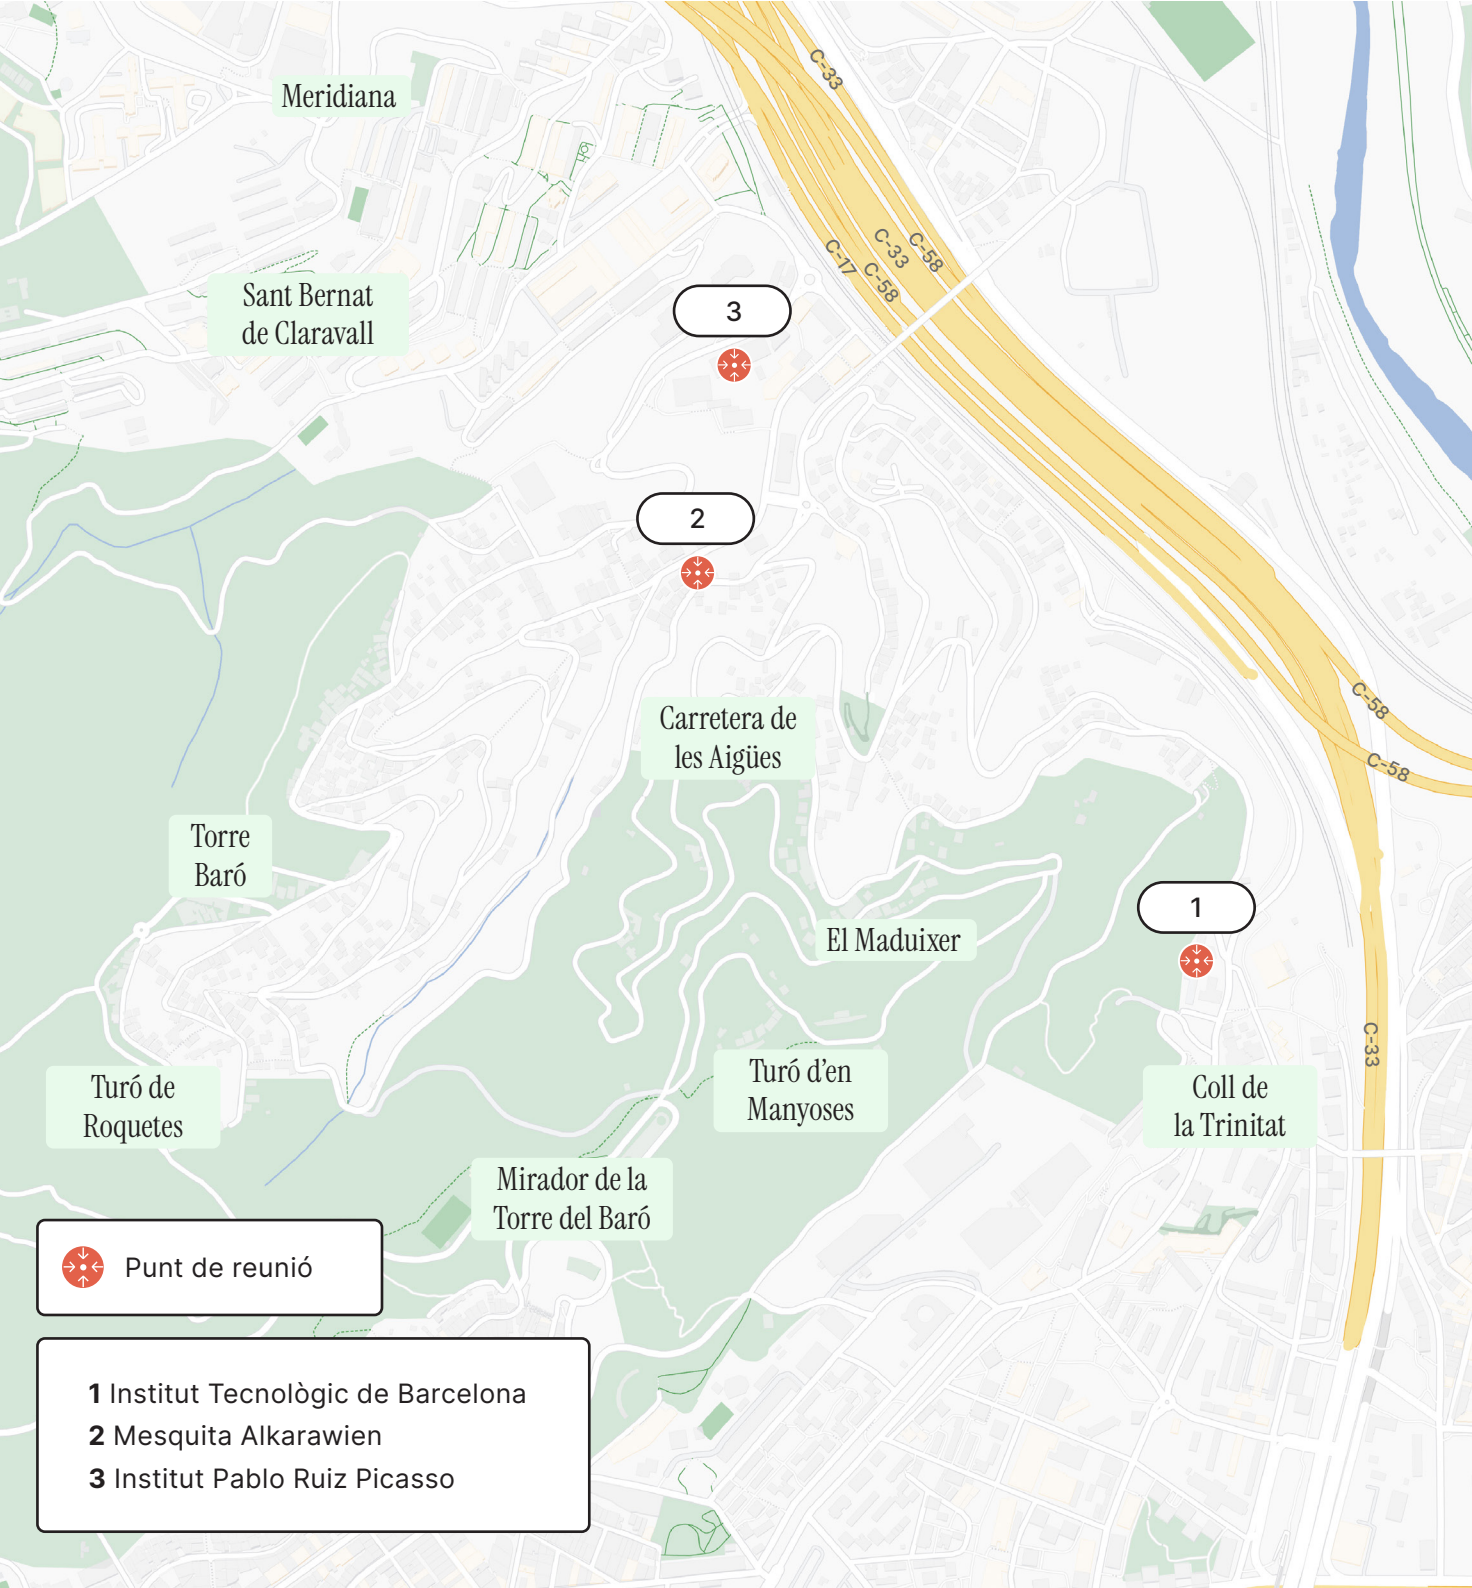 C-33
Meridiana
C-33
C-58
C-17
C-58
Sant Bernat
de Claravall
3
2
C-58
Carretera de
les Aigües
C-58
Torre
Baró
1
El Maduixer
C-33
Turó d’en
Manyoses
Turó de
Roquetes
Coll de
la Trinitat
Mirador de la
Torre del Baró
Punt de reunió
1 Institut Tecnològic de Barcelona
2 Mesquita Alkarawien
3 Institut Pablo Ruiz Picasso